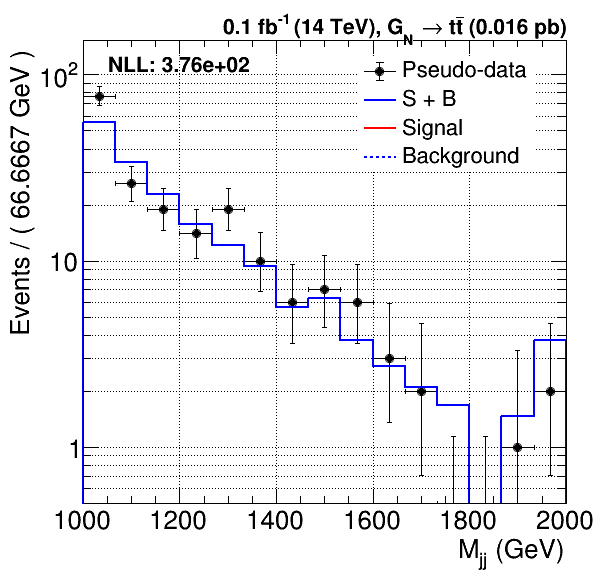 0.1 fb⁻¹ (14 TeV), G_N → tt̄ (0.016 pb)
NLL: 3.76e+02
Pseudo-data
S + B
Signal
Background
Events / ( 66.6667 GeV )
10²
10
1
1000 1200 1400 1600 1800 2000
M_jj (GeV)